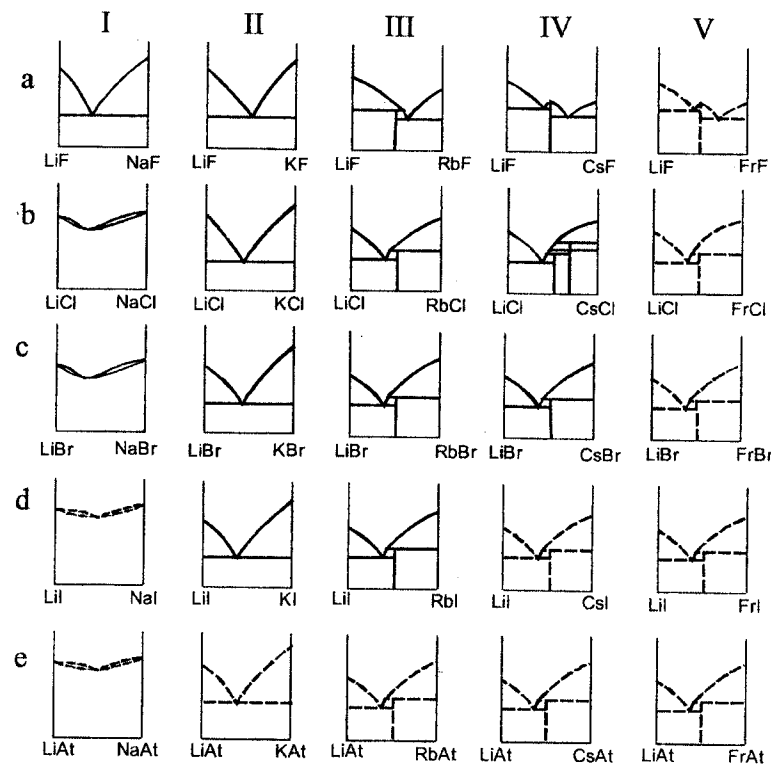 I II III IV V
a
LiF NaF LiF KF LiF RbF LiF CsF LiF FrF
b
LiCl NaCl LiCl KCl LiCl RbCl LiCl CsCl LiCl FrCl
c
LiBr NaBr LiBr KBr LiBr RbBr LiBr CsBr LiBr FrBr
d
LiI NaI LiI KI LiI RbI LiI CsI LiI FrI
e
LiAt NaAt LiAt KAt LiAt RbAt LiAt CsAt LiAt FrAt